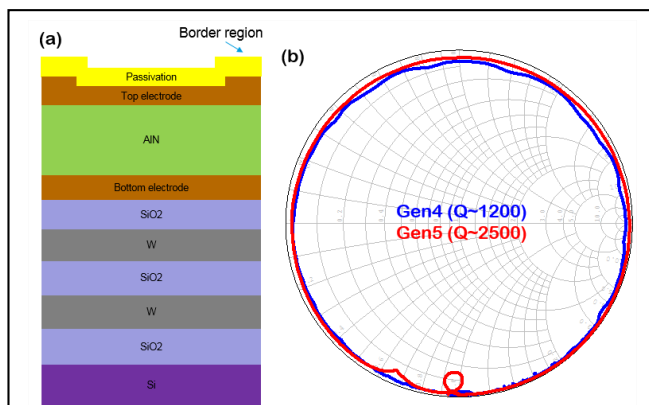 (a)
Border region
Passivation
Top electrode
AlN
Bottom electrode
SiO2
W
SiO2
W
SiO2
Si
(b)
Gen4 (Q~1200)
Gen5 (Q~2500)